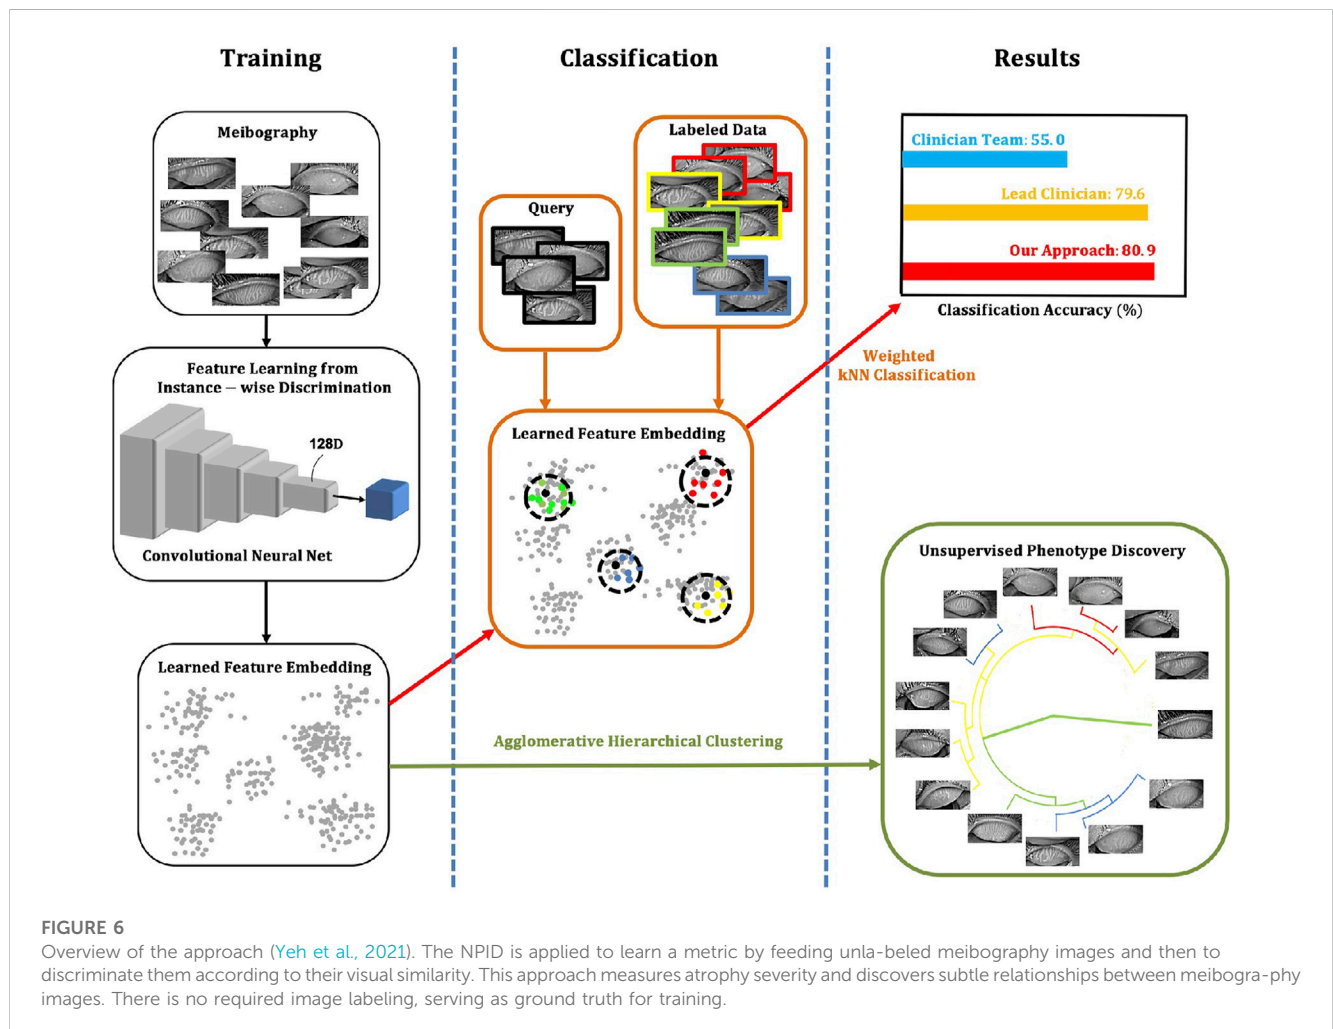 Training
Classification
Results
Meibography
Feature Learning from
Instance – wise Discrimination
128D
Convolutional Neural Net
Learned Feature Embedding
Query
Labeled Data
Learned Feature Embedding
Weighted
kNN Classification
Agglomerative Hierarchical Clustering
Clinician Team: 55.0
Lead Clinician: 79.6
Our Approach: 80.9
Classification Accuracy (%)
Unsupervised Phenotype Discovery
FIGURE 6
Overview of the approach (Yeh et al., 2021). The NPID is applied to learn a metric by feeding unla-beled meibography images and then to
discriminate them according to their visual similarity. This approach measures atrophy severity and discovers subtle relationships between meibogra-phy
images. There is no required image labeling, serving as ground truth for training.